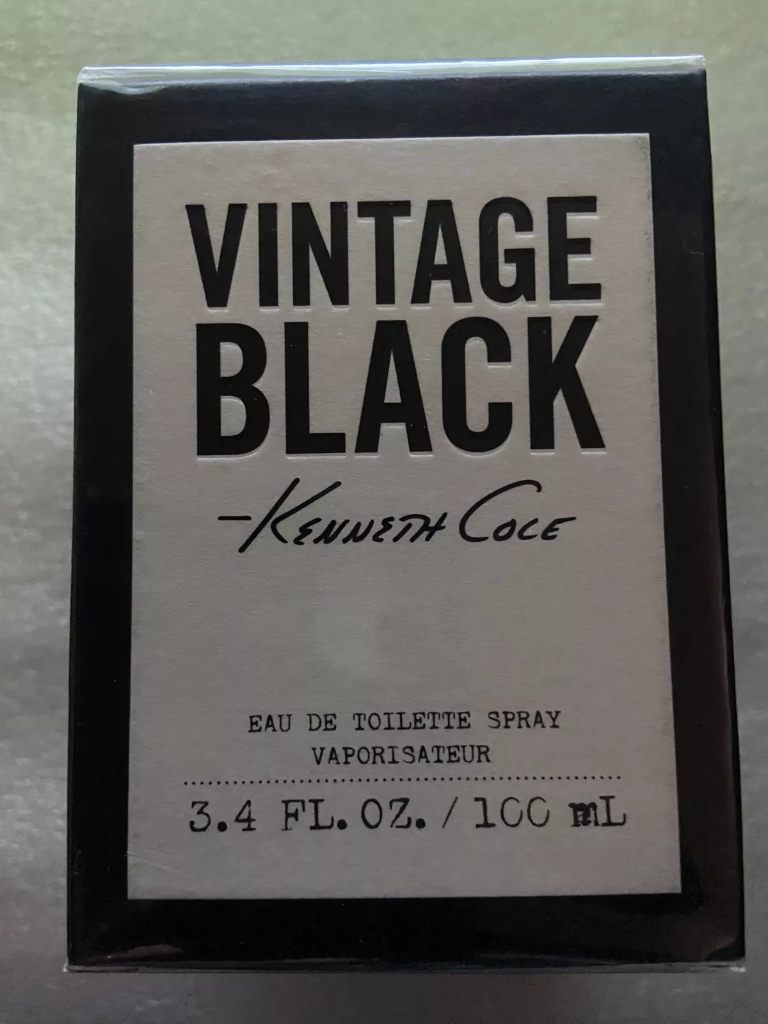 VINTAGE
BLACK
-KENNETH COLE
EAU DE TOILETTE SPRAY
VAPORISATEUR
3.4 FL. OZ. / 100 mL